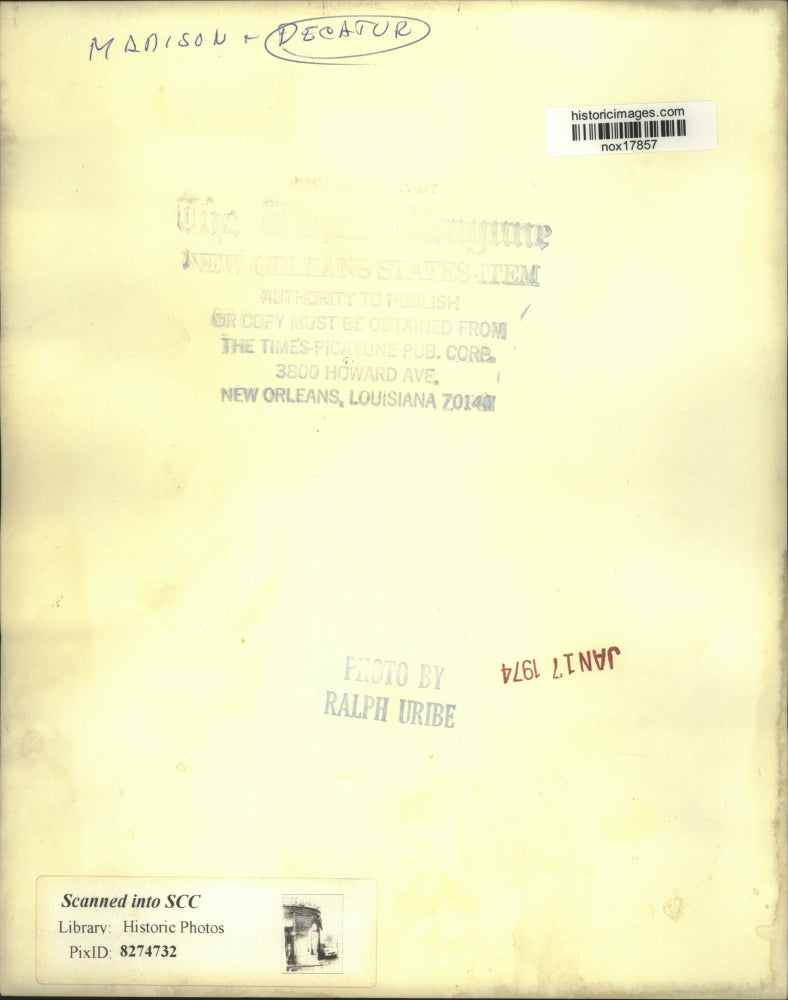 MADISON - DECATUR
historicimages.com
nox17857
The Times-Picayune
NEW ORLEANS STATES-ITEM
AUTHORITY TO PUBLISH
OR COPY MUST BE OBTAINED FROM
THE TIMES-PICAYUNE PUB. CORP.
3800 HOWARD AVE.
NEW ORLEANS, LOUISIANA 70140
JAN 17 1974
PHOTO BY
RALPH URIBE
Scanned into SCC
Library: Historic Photos
PixID: 8274732